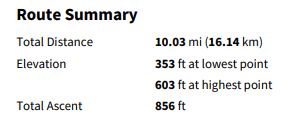 Route Summary
Total Distance 10.03 mi (16.14 km)
Elevation 353 ft at lowest point
603 ft at highest point
Total Ascent 856 ft